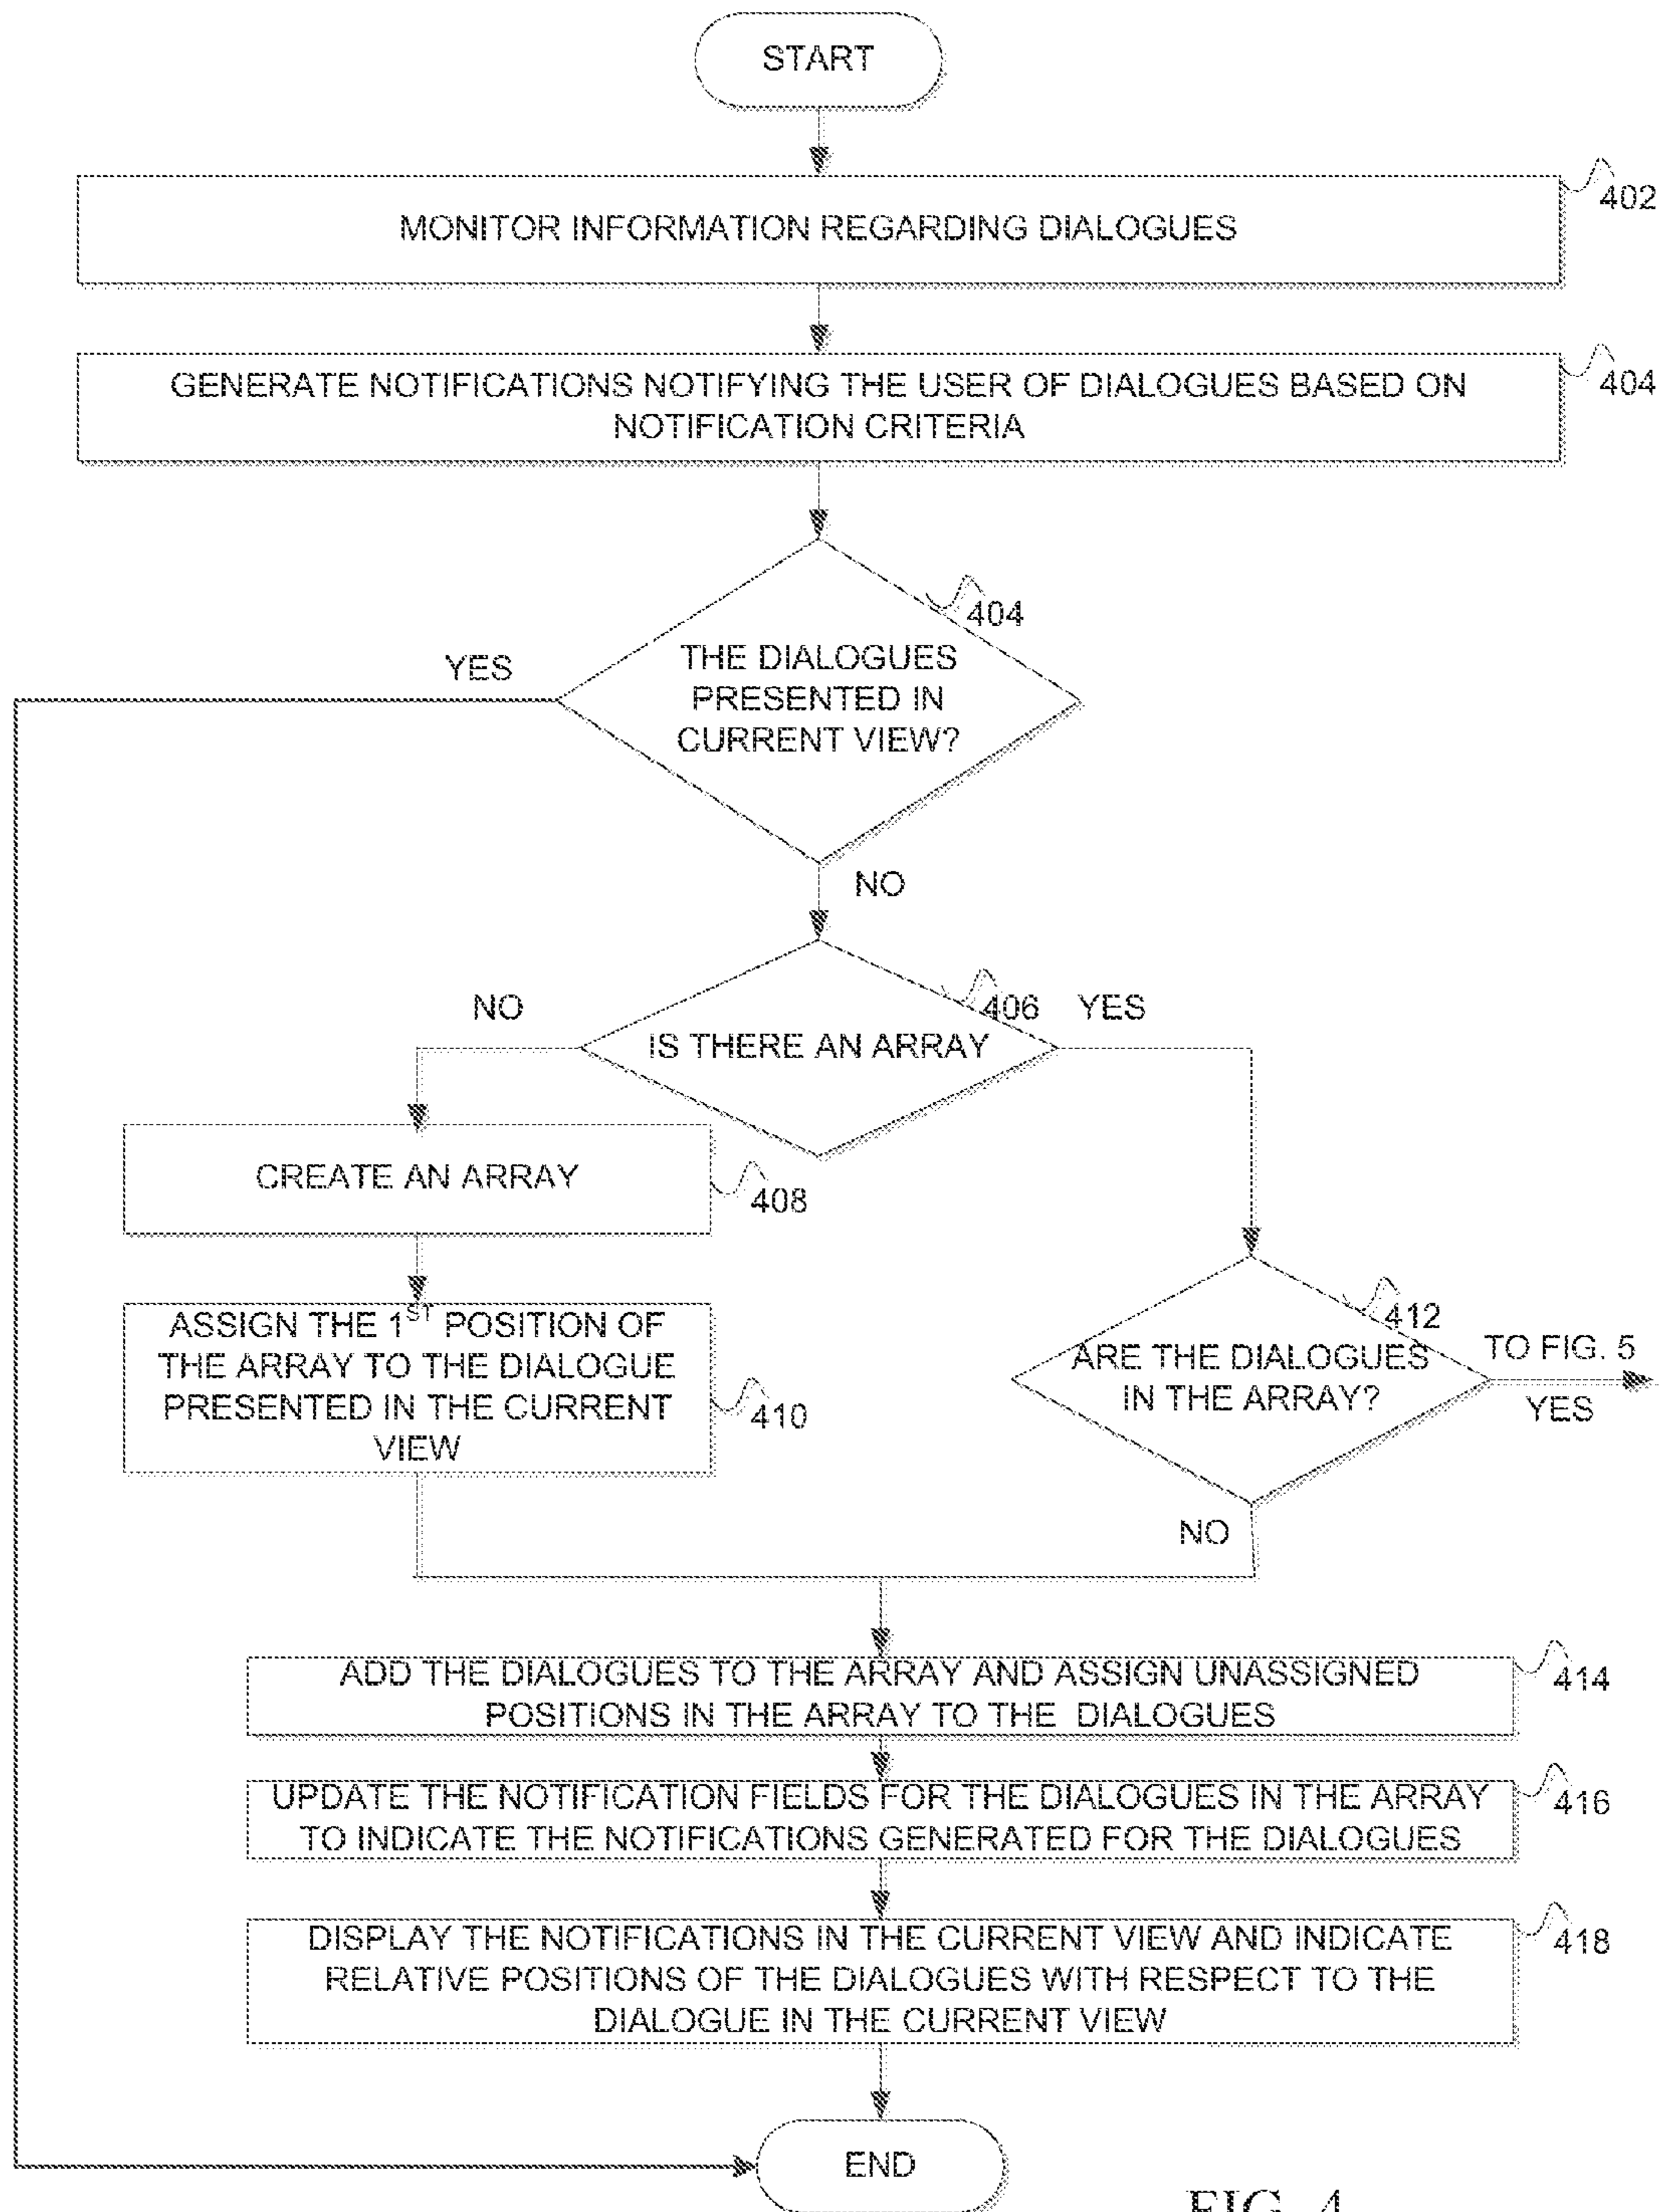 START
402
MONITOR INFORMATION REGARDING DIALOGUES
404
GENERATE NOTIFICATIONS NOTIFYING THE USER OF DIALOGUES BASED ON
NOTIFICATION CRITERIA
404
THE DIALOGUES
PRESENTED IN
CURRENT VIEW?
YES
NO
406
IS THERE AN ARRAY
NO
YES
CREATE AN ARRAY
408
ASSIGN THE 1ST POSITION OF
THE ARRAY TO THE DIALOGUE
PRESENTED IN THE CURRENT
VIEW
410
412
ARE THE DIALOGUES
IN THE ARRAY?
TO FIG. 5
YES
NO
ADD THE DIALOGUES TO THE ARRAY AND ASSIGN UNASSIGNED
POSITIONS IN THE ARRAY TO THE DIALOGUES
414
UPDATE THE NOTIFICATION FIELDS FOR THE DIALOGUES IN THE ARRAY
TO INDICATE THE NOTIFICATIONS GENERATED FOR THE DIALOGUES
416
DISPLAY THE NOTIFICATIONS IN THE CURRENT VIEW AND INDICATE
RELATIVE POSITIONS OF THE DIALOGUES WITH RESPECT TO THE
DIALOGUE IN THE CURRENT VIEW
418
END
FIG. 4